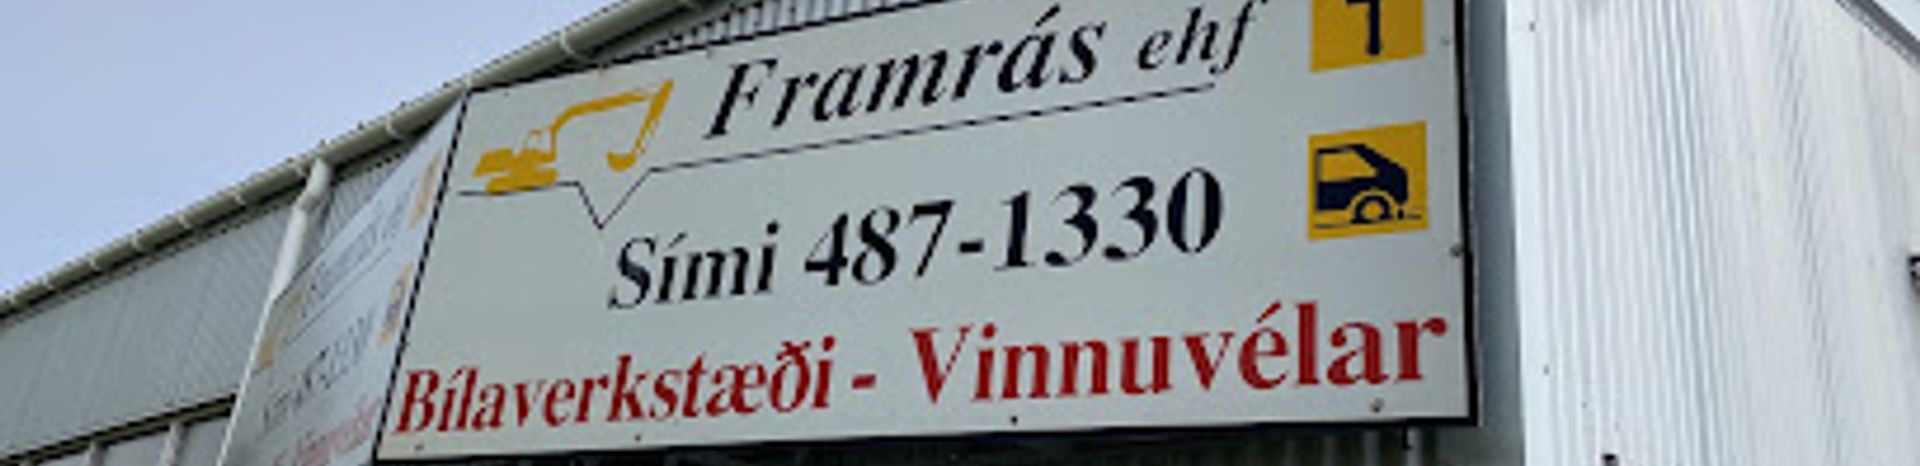 Framrás ehf
Sími 487-1330
Bílaverkstæði - Vinnuvélar